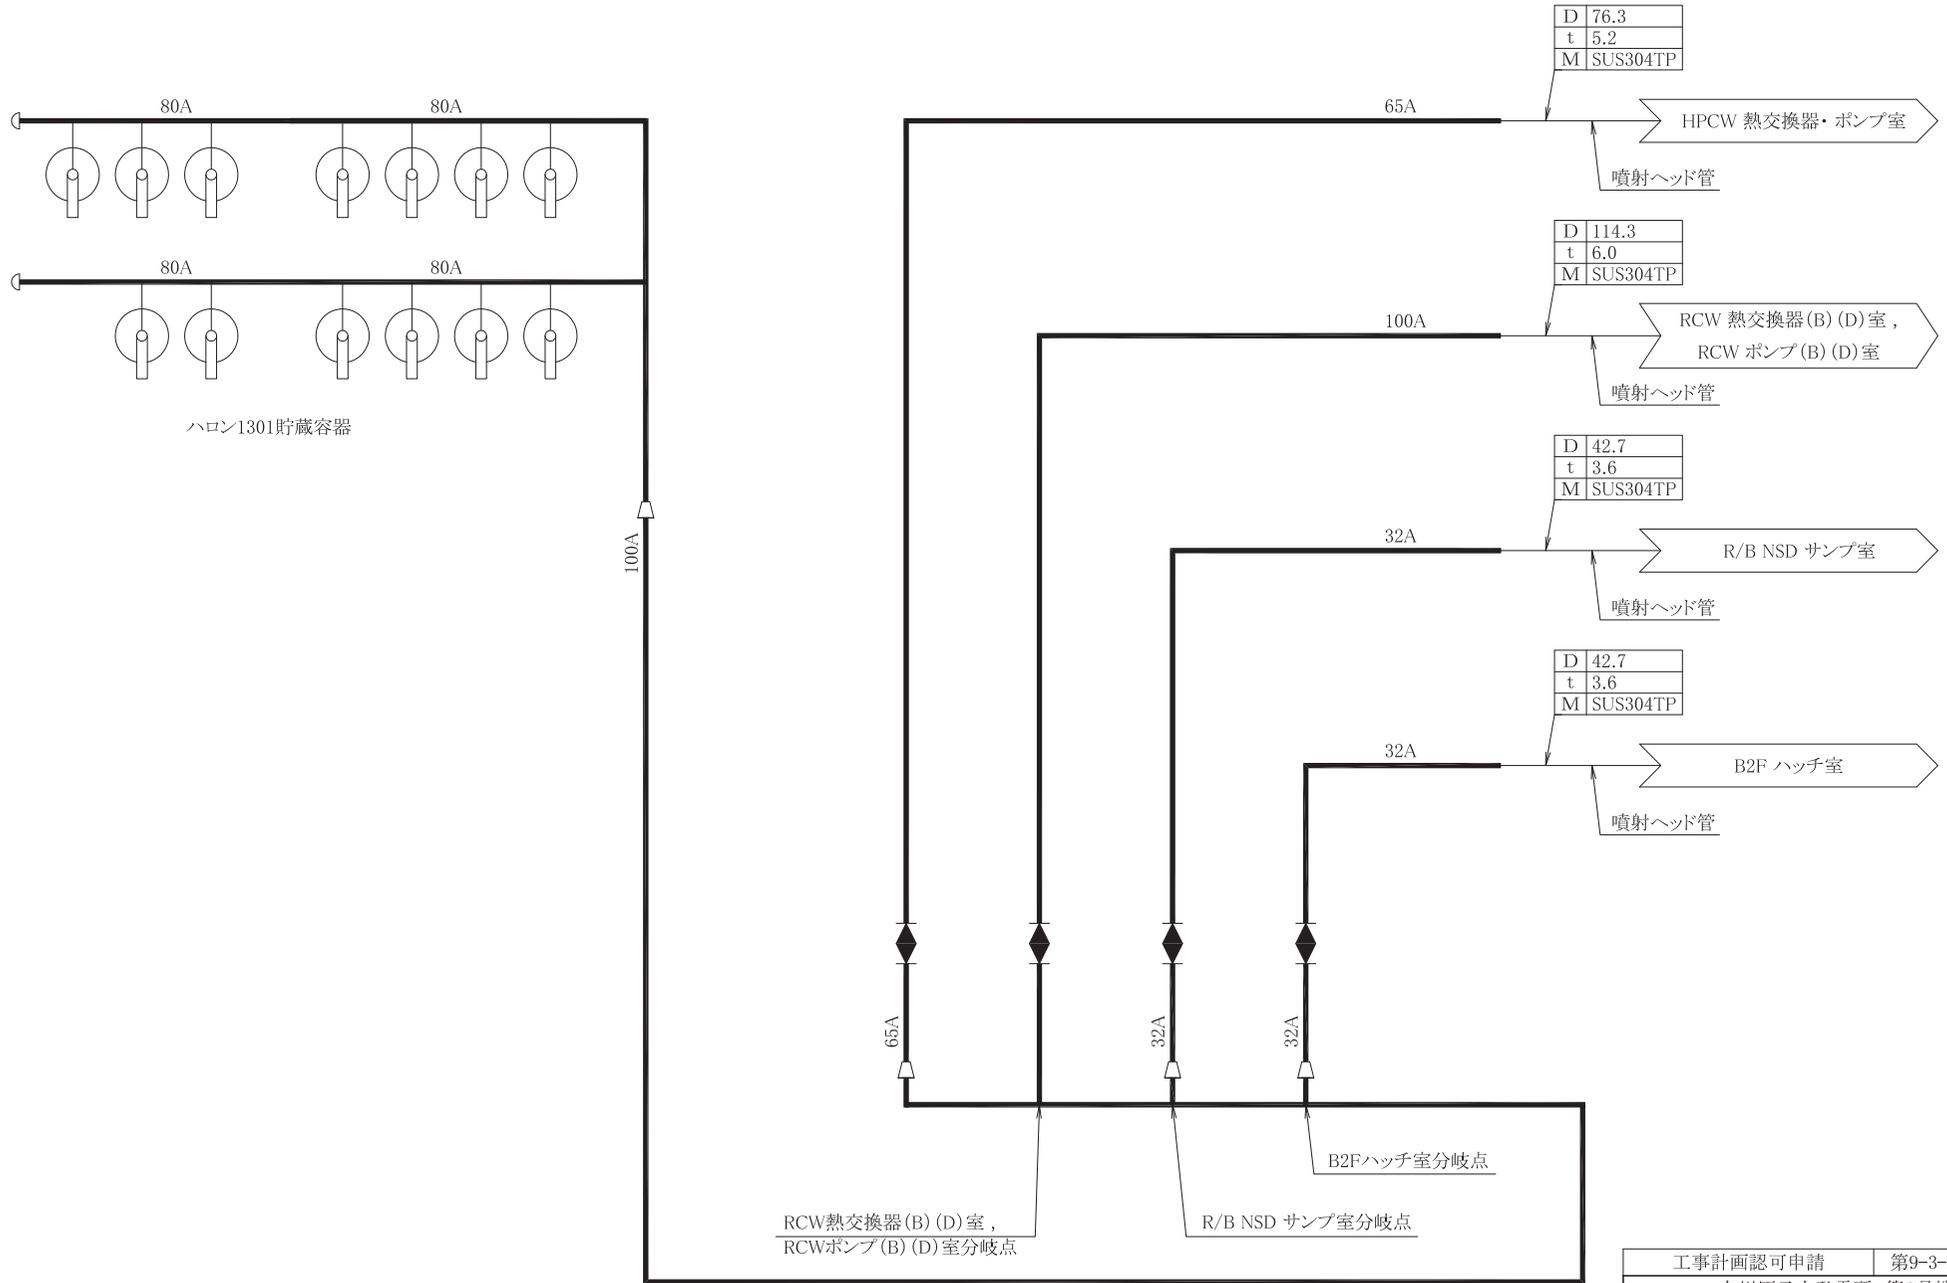 D 76.3
t 5.2
M SUS304TP
80A
80A
65A
HPCW 熱交換器・ポンプ室
噴射ヘッド管
D 114.3
t 6.0
M SUS304TP
80A
80A
100A
RCW 熱交換器(B)(D)室，
RCW ポンプ(B)(D)室
噴射ヘッド管
ハロン1301貯蔵容器
D 42.7
t 3.6
M SUS304TP
100A
32A
R/B NSD サンプ室
噴射ヘッド管
D 42.7
t 3.6
M SUS304TP
32A
B2F ハッチ室
噴射ヘッド管
65A
32A
32A
B2Fハッチ室分岐点
RCW熱交換器(B)(D)室，
RCWポンプ(B)(D)室分岐点
R/B NSD サンプ室分岐点
工事計画認可申請 第9-3-